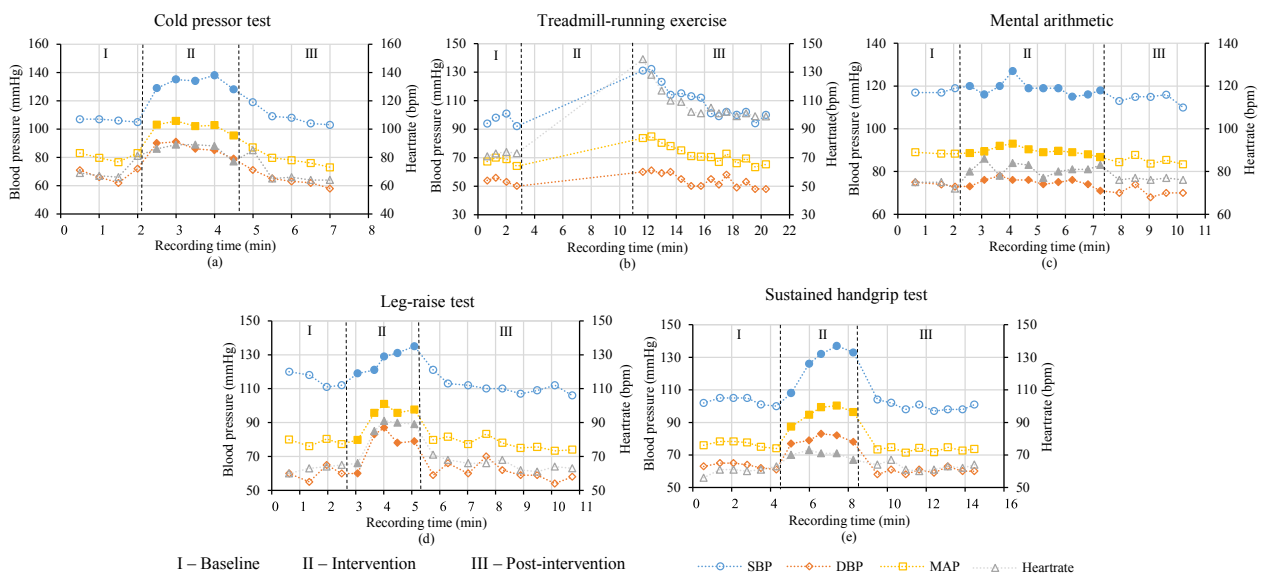 Cold pressor test
Treadmill-running exercise
Mental arithmetic
I
II
III
Blood pressure (mmHg)
160
140
120
100
80
60
40
160
140
120
100
80
60
40
Heartrate (bpm)
0 1 2 3 4 5 6 7 8
Recording time (min)
(a)
I
II
III
Blood pressure (mmHg)
150
130
110
90
70
50
30
150
130
110
90
70
50
30
Heartrate(bpm)
0 2 4 6 8 10 12 14 16 18 20 22
Recording time (min)
(b)
I
II
III
Blood pressure (mmHg)
140
120
100
80
60
140
120
100
80
60
Heartrate (bpm)
0 1 2 3 4 5 6 7 8 9 10 11
Recording time (min)
(c)
Leg-raise test
Sustained handgrip test
I
II
III
Blood pressure (mmHg)
150
130
110
90
70
50
150
130
110
90
70
50
Heartrate (bpm)
0 1 2 3 4 5 6 7 8 9 10 11
Recording time (min)
(d)
I
II
III
Blood pressure (mmHg)
150
130
110
90
70
50
150
130
110
90
70
50
Heartrate (bpm)
0 2 4 6 8 10 12 14 16
Recording time (min)
(e)
I – Baseline II – Intervention III – Post-intervention
SBP DBP MAP Heartrate